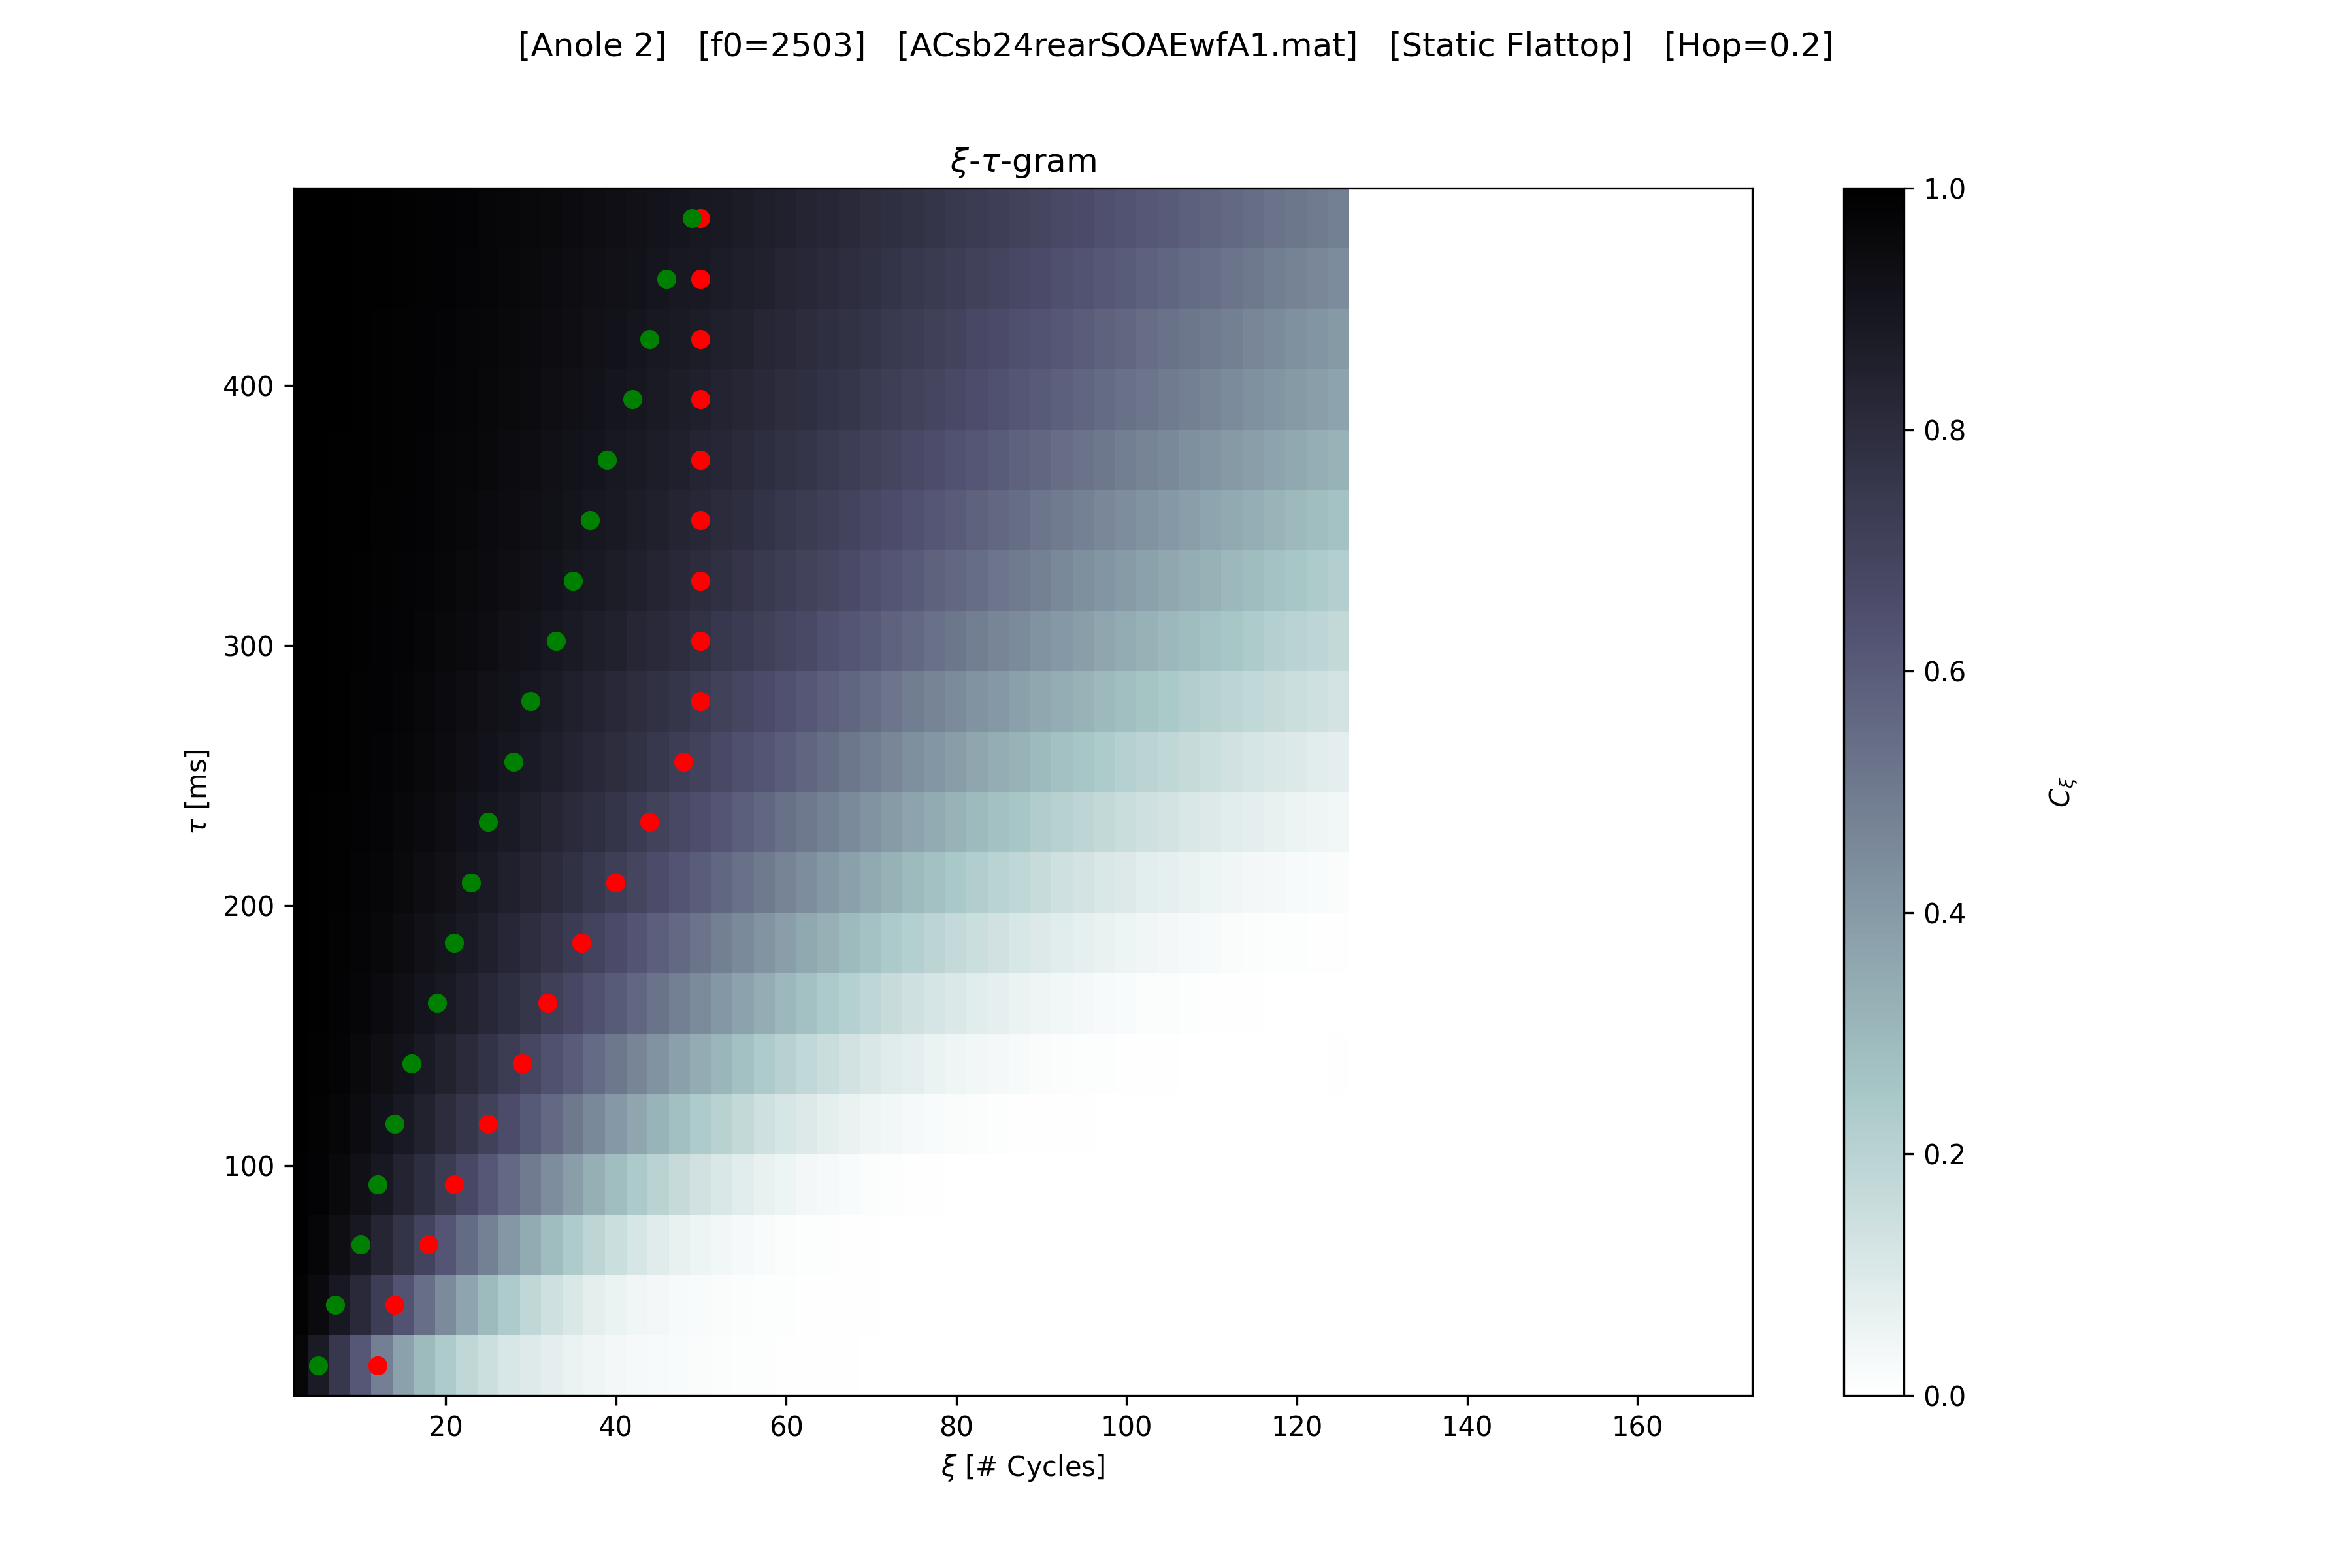 [Anole 2] [f0=2503] [ACsb24rearSOAEwfA1.mat] [Static Flattop] [Hop=0.2]
ξ-τ-gram
τ [ms]
400
300
200
100
20 40 60 80 100 120 140 160
ξ [# Cycles]
1.0
0.8
0.6
0.4
0.2
0.0
C_ξ